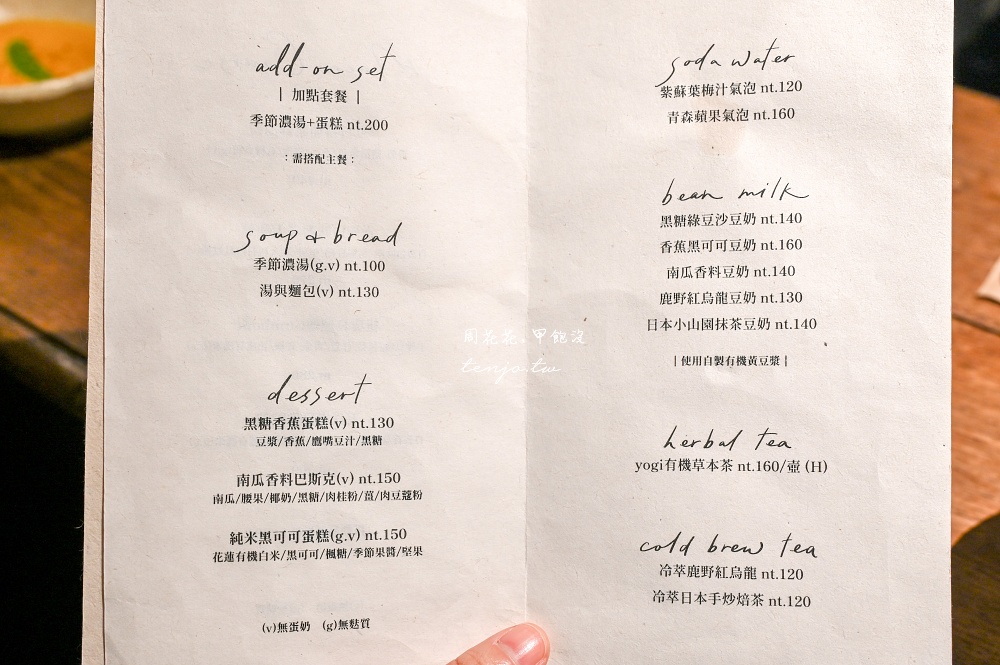 add-on set
| 加點套餐 |
季節濃湯+蛋糕 nt.200
：需搭配主餐：
soup & bread
季節濃湯(g.v) nt.100
湯與麵包(v) nt.130
dessert
黑糖香蕉蛋糕(v) nt.130
豆漿/香蕉/鷹嘴豆汁/黑糖
南瓜香料巴斯克(v) nt.150
南瓜/腰果/椰奶/黑糖/肉桂粉/薑/肉豆蔻粉
純米黑可可蛋糕(g.v) nt.150
花蓮有機白米/黑可可/楓糖/季節果醬/堅果
(v)無蛋奶 (g)無麩質
soda water
紫蘇葉梅汁氣泡 nt.120
青森蘋果氣泡 nt.160
bean milk
黑糖綠豆沙豆奶 nt.140
香蕉黑可可豆奶 nt.160
南瓜香料豆奶 nt.140
鹿野紅烏龍豆奶 nt.130
日本小山園抹茶豆奶 nt.140
| 使用自製有機黃豆漿 |
herbal tea
yogi有機草本茶 nt.160/壺 (H)
cold brew tea
冷萃鹿野紅烏龍 nt.120
冷萃日本手炒焙茶 nt.120
周花花,甲飽沒
tenjo.tw